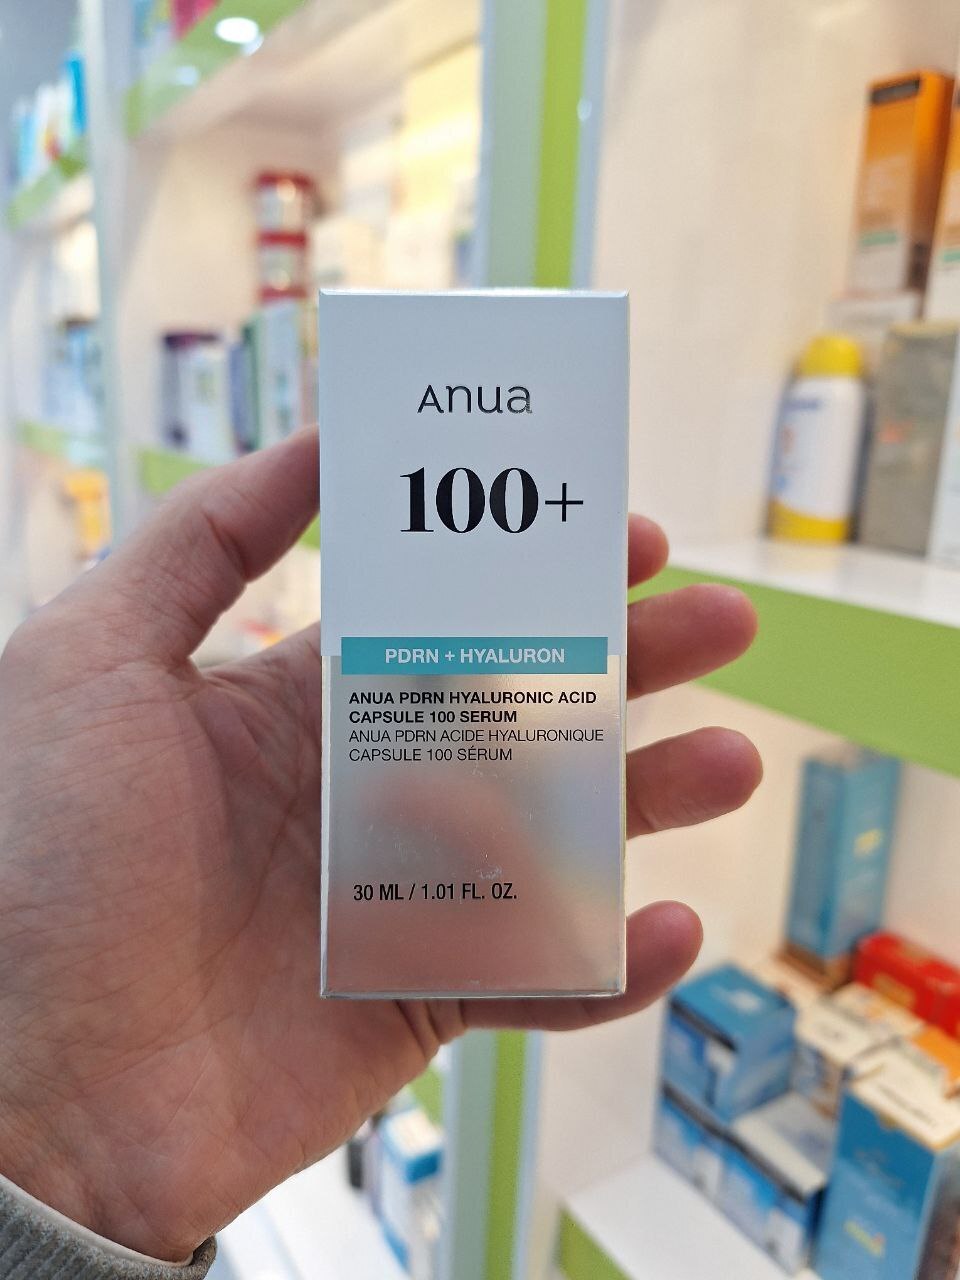 Anua
100+
PDRN + HYALURON
ANUA PDRN HYALURONIC ACID
CAPSULE 100 SERUM
ANUA PDRN ACIDE HYALURONIQUE
CAPSULE 100 SÉRUM
30 ML / 1.01 FL. OZ.